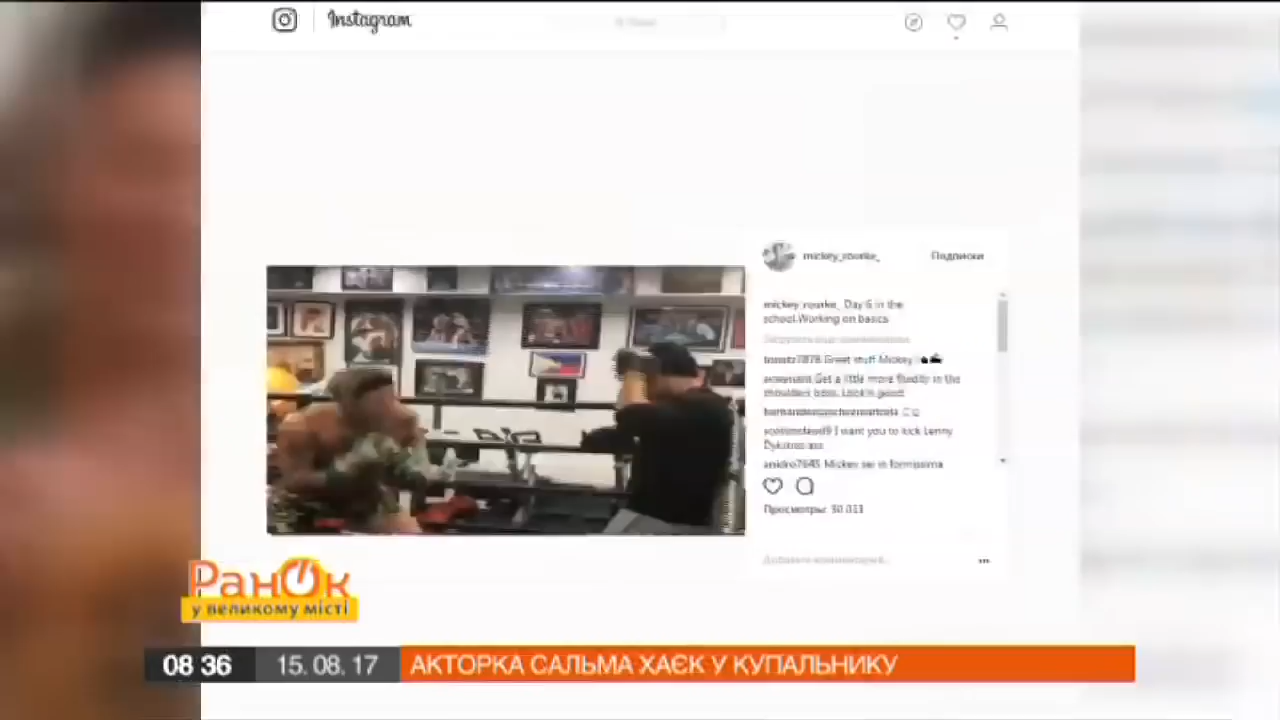 Instagram
mickey_rourke_ Подписки
mickey_rourke_ Day 6 in the
school.Working on basics
Great stuff Mickey
Get a little more fluidity in the
shoulders boss. Lookin good
I want you to kick Lenny
Dykstras ass
Mickey sei in formissima
Просмотры: 30 011
Добавьте комментарий...
Ранок
у великому місті
08 36 15. 08. 17 АКТОРКА САЛЬМА ХАЄК У КУПАЛЬНИКУ